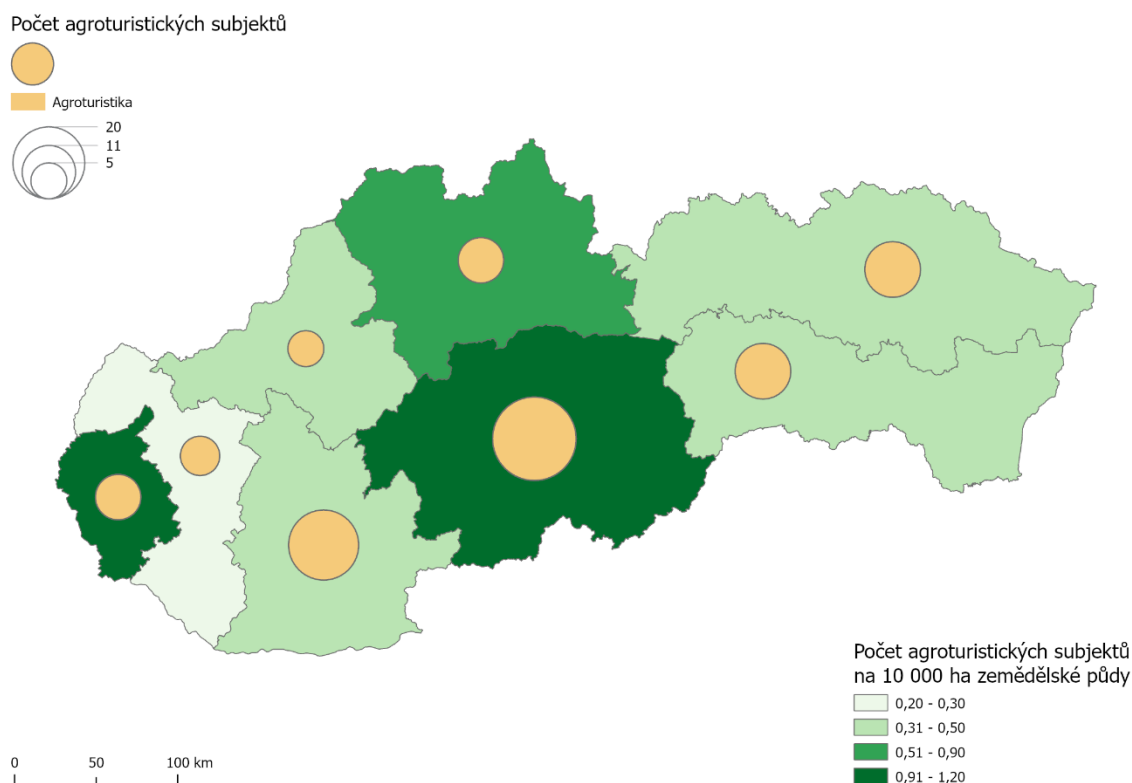 Počet agroturistických subjektů
Agroturistika
20
11
5
Počet agroturistických subjektů
na 10 000 ha zemědělské půdy
0,20 - 0,30
0,31 - 0,50
0,51 - 0,90
0,91 - 1,20
0 50 100 km